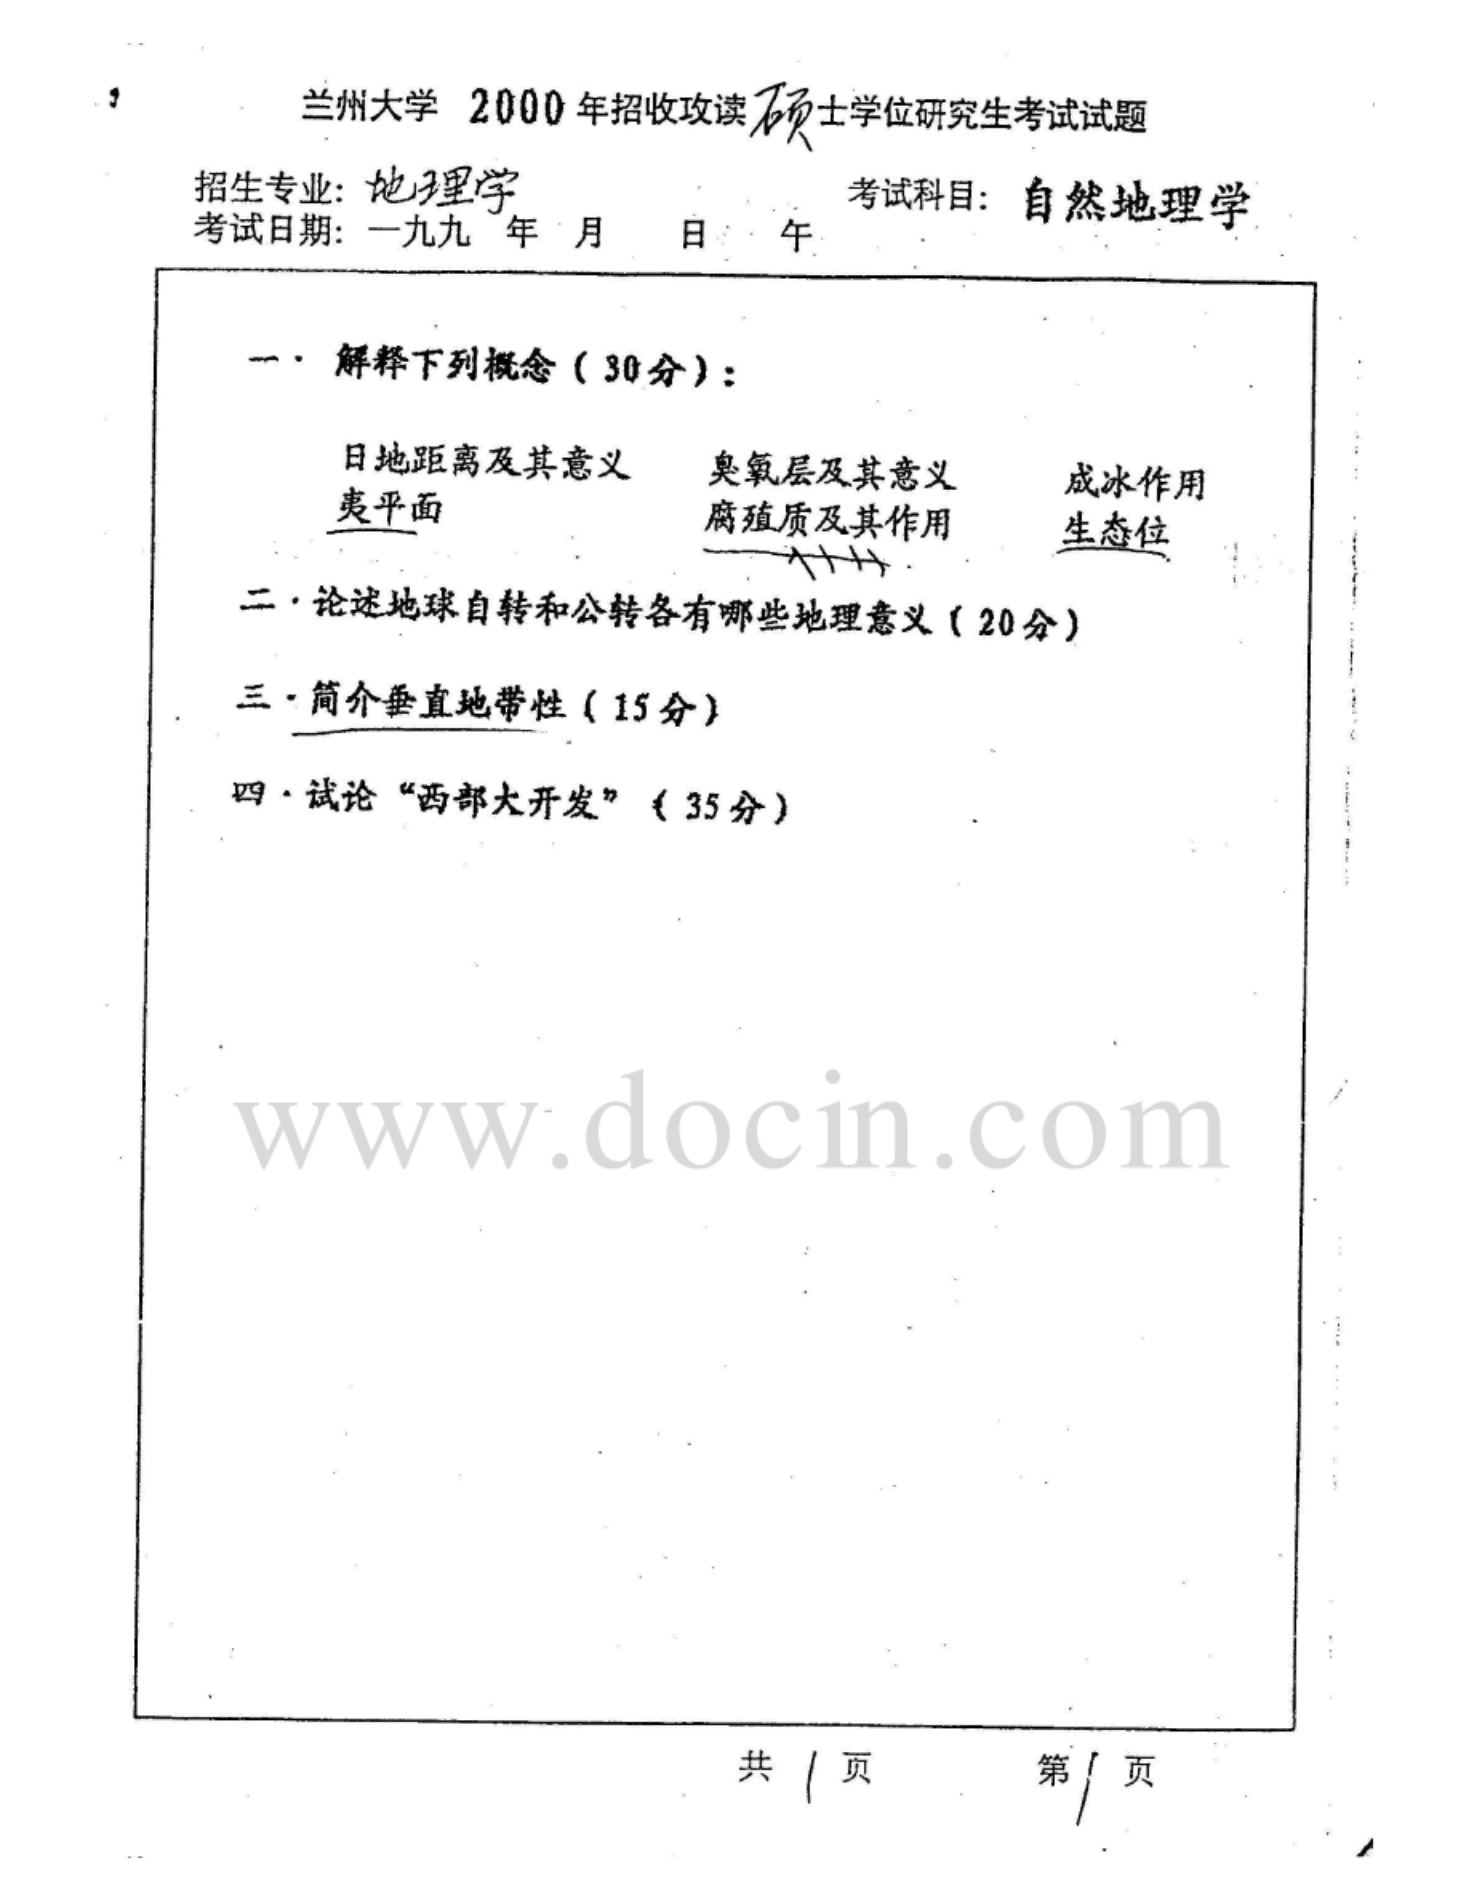 兰州大学 2000年招收攻读硕士学位研究生考试试题
招生专业: 地理学 考试科目: 自然地理学
考试日期: 一九九 年 月 日 午
一. 解释下列概念(30分):
日地距离及其意义 臭氧层及其意义 成冰作用
夷平面 腐殖质及其作用 生态位
二.论述地球自转和公转各有哪些地理意义(20分)
三.简介垂直地带性(15分)
四.试论“西部大开发”(35分)
www.docin.com
共 1 页 第 1 页